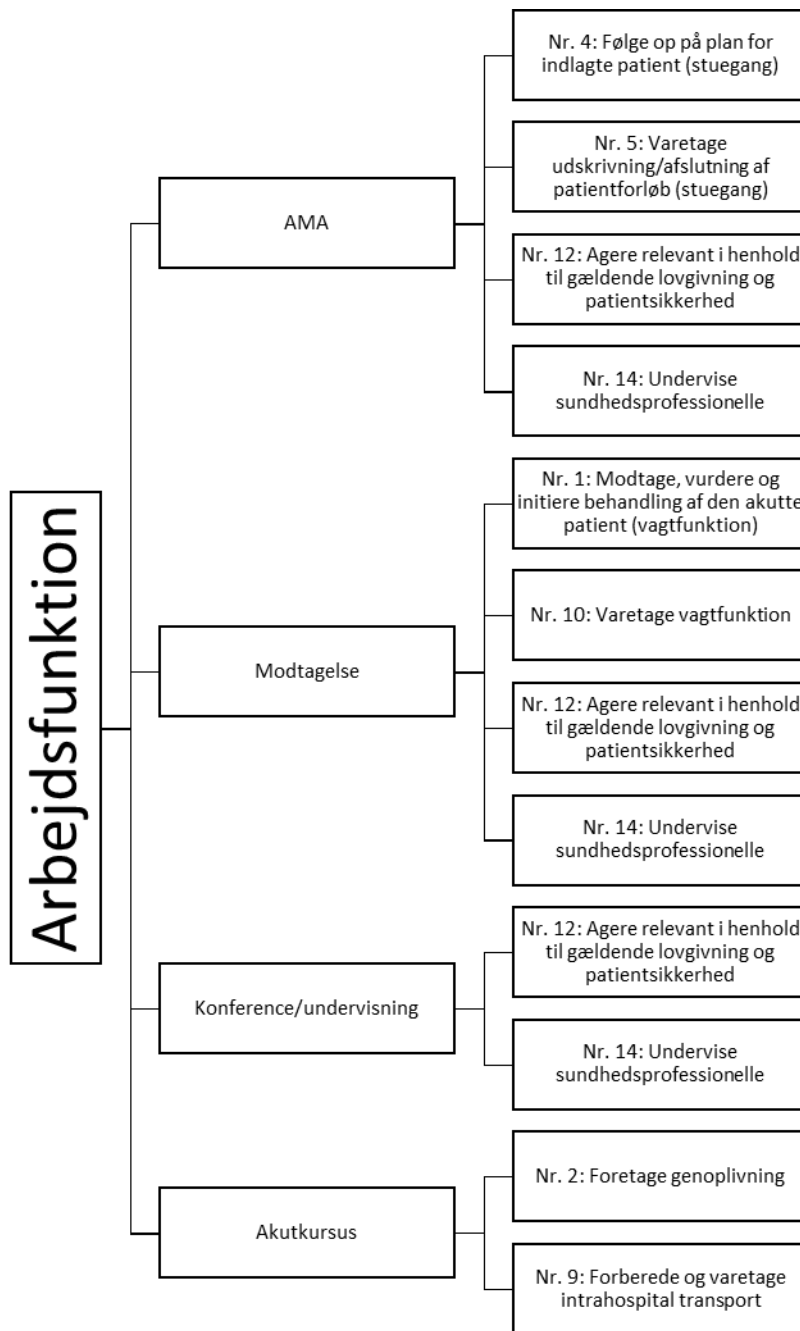 Arbejdsfunktion
AMA
Nr. 4: Følge op på plan for
indlagte patient (stuegang)
Nr. 5: Varetage
udskrivning/afslutning af
patientforløb (stuegang)
Nr. 12: Agere relevant i henhold
til gældende lovgivning og
patientsikkerhed
Nr. 14: Undervise
sundhedsprofessionelle
Modtagelse
Nr. 1: Modtage, vurdere og
initiere behandling af den akutte
patient (vagtfunktion)
Nr. 10: Varetage vagtfunktion
Nr. 12: Agere relevant i henhold
til gældende lovgivning og
patientsikkerhed
Nr. 14: Undervise
sundhedsprofessionelle
Konference/undervisning
Nr. 12: Agere relevant i henhold
til gældende lovgivning og
patientsikkerhed
Nr. 14: Undervise
sundhedsprofessionelle
Akutkursus
Nr. 2: Foretage genoplivning
Nr. 9: Forberede og varetage
intrahospital transport